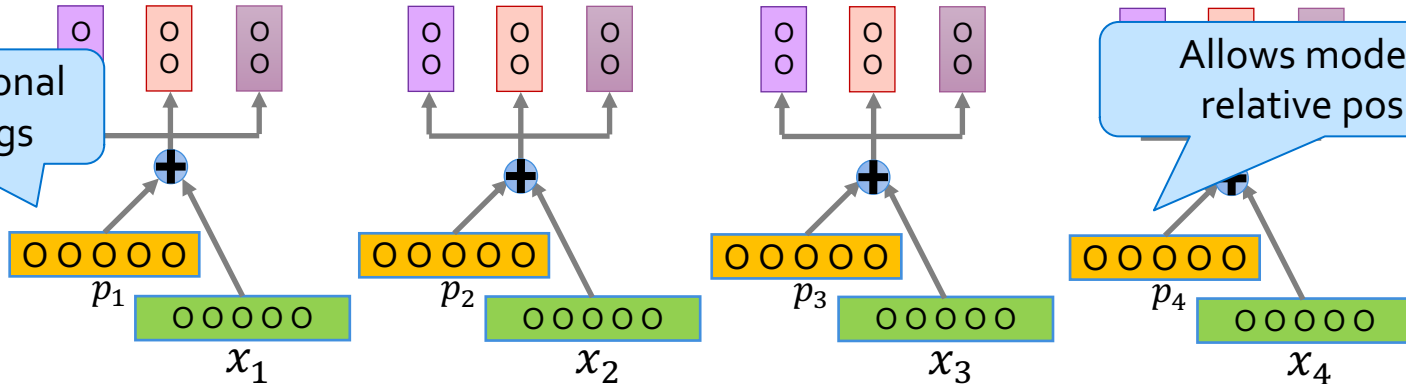 onal
gs
Allows mode
relative pos
O O O O O O O O O O O O O O O O O
O O O O O O O O O O O O O O O O O O O O
p₁ p₂ p₃ p₄
O O O O O O O O O O O O O O O O O O O O
x₁ x₂ x₃ x₄